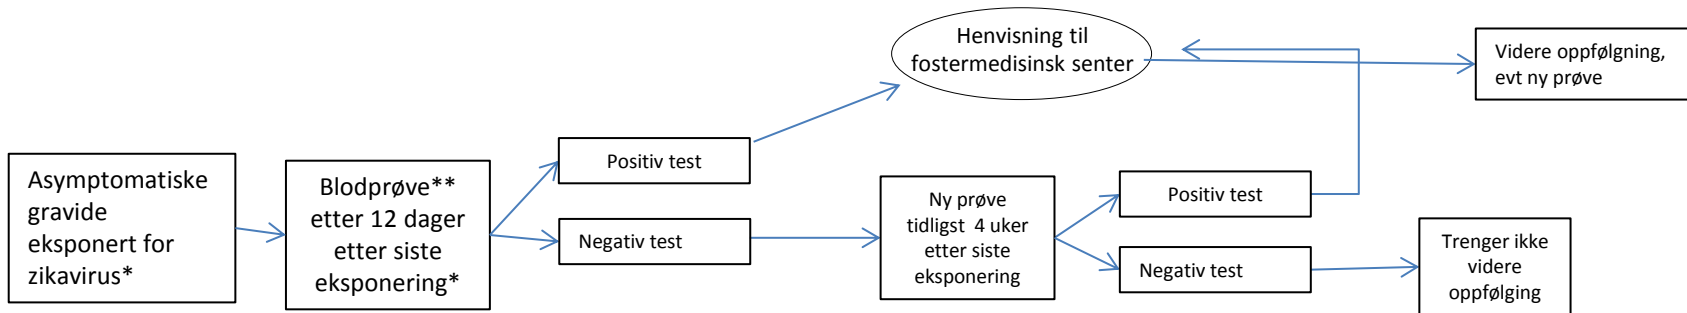 Henvisning til
fostermedisinsk senter
Videre oppfølgning,
evt ny prøve
Positiv test
Asymptomatiske
gravide
eksponert for
zikavirus*
Blodprøve**
etter 12 dager
etter siste
eksponering*
Negativ test
Ny prøve
tidligst 4 uker
etter siste
eksponering
Positiv test
Negativ test
Trenger ikke
videre
oppfølging